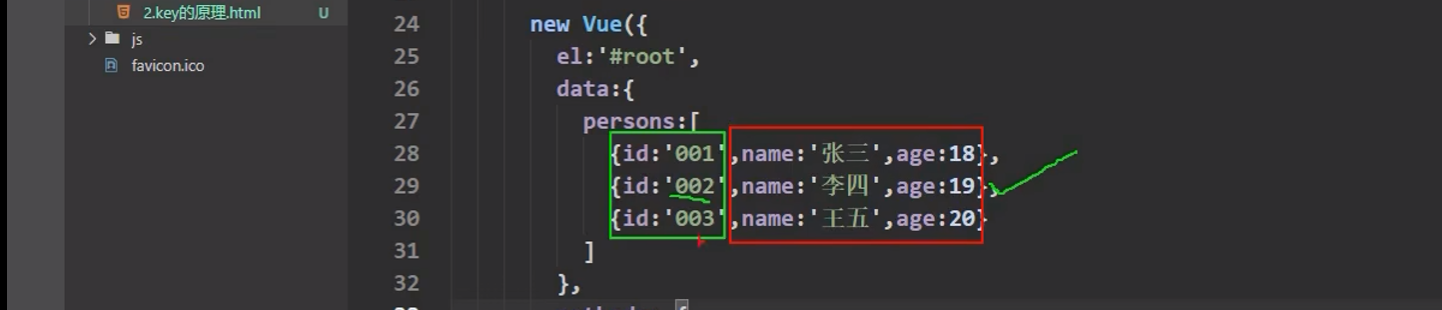 2.key的原理.html U
js
favicon.ico
24 new Vue({
25 el:'#root',
26 data:{
27 persons:[
28 {id:'001',name:'张三',age:18},
29 {id:'002',name:'李四',age:19},
30 {id:'003',name:'王五',age:20}
31 ]
32 },